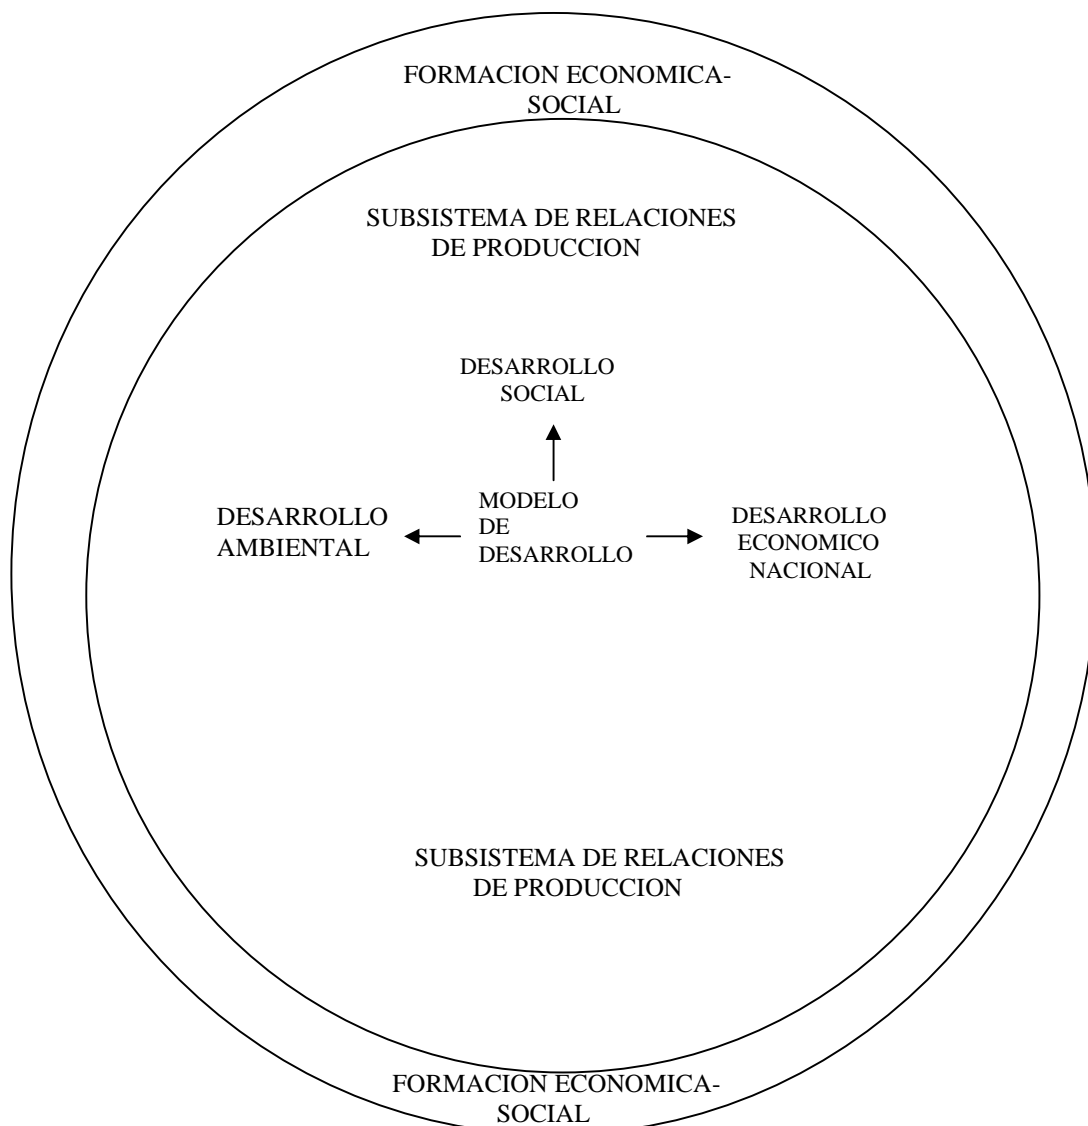 FORMACION ECONOMICA-
SOCIAL
SUBSISTEMA DE RELACIONES
DE PRODUCCION
DESARROLLO
SOCIAL
DESARROLLO
AMBIENTAL
MODELO
DE
DESARROLLO
DESARROLLO
ECONOMICO
NACIONAL
SUBSISTEMA DE RELACIONES
DE PRODUCCION
FORMACION ECONOMICA-
SOCIAL